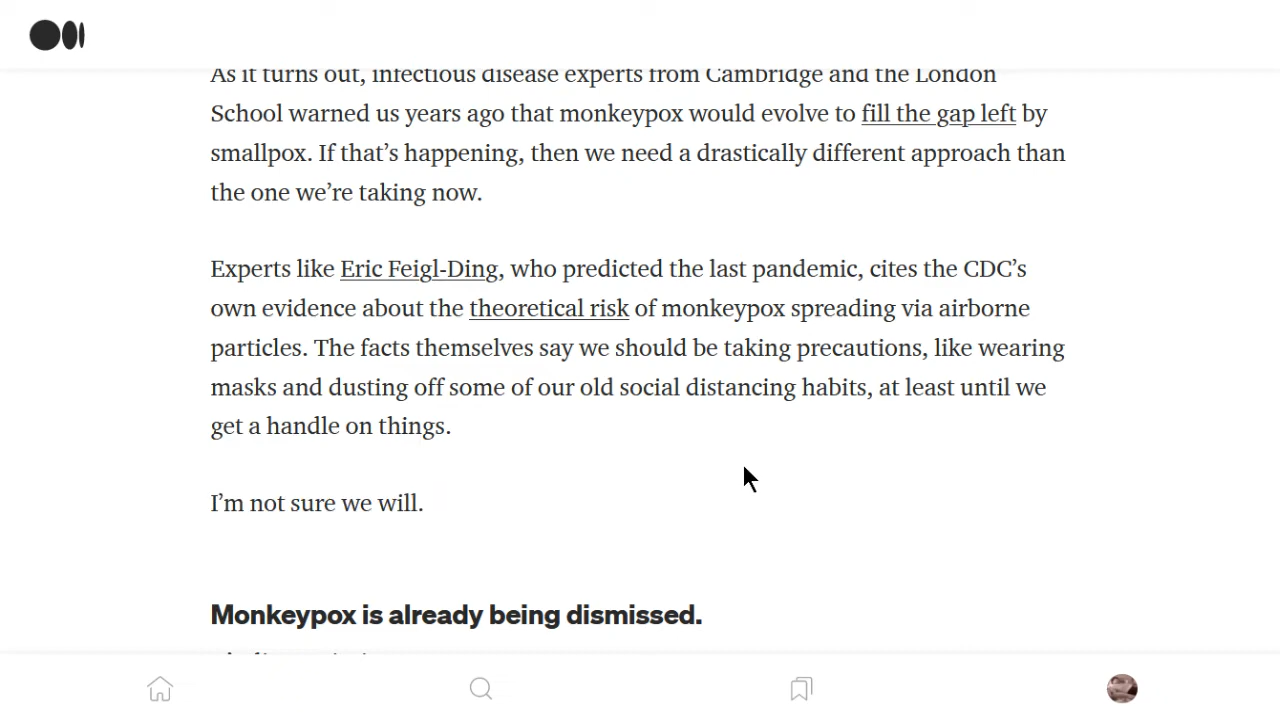 As it turns out, infectious disease experts from Cambridge and the London
School warned us years ago that monkeypox would evolve to fill the gap left by
smallpox. If that’s happening, then we need a drastically different approach than
the one we’re taking now.
Experts like Eric Feigl-Ding, who predicted the last pandemic, cites the CDC’s
own evidence about the theoretical risk of monkeypox spreading via airborne
particles. The facts themselves say we should be taking precautions, like wearing
masks and dusting off some of our old social distancing habits, at least until we
get a handle on things.
I’m not sure we will.
Monkeypox is already being dismissed.